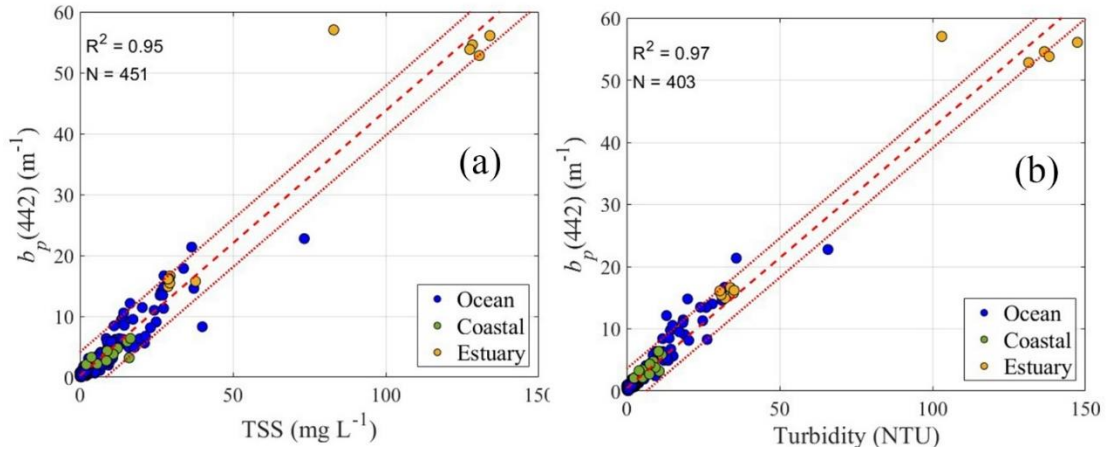 R² = 0.95
N = 451
(a)
b_p(442) (m⁻¹)
60
50
40
30
20
10
0
Ocean
Coastal
Estuary
0 50 100 150
TSS (mg L⁻¹)
R² = 0.97
N = 403
(b)
b_p(442) (m⁻¹)
60
50
40
30
20
10
0
Ocean
Coastal
Estuary
0 50 100 150
Turbidity (NTU)